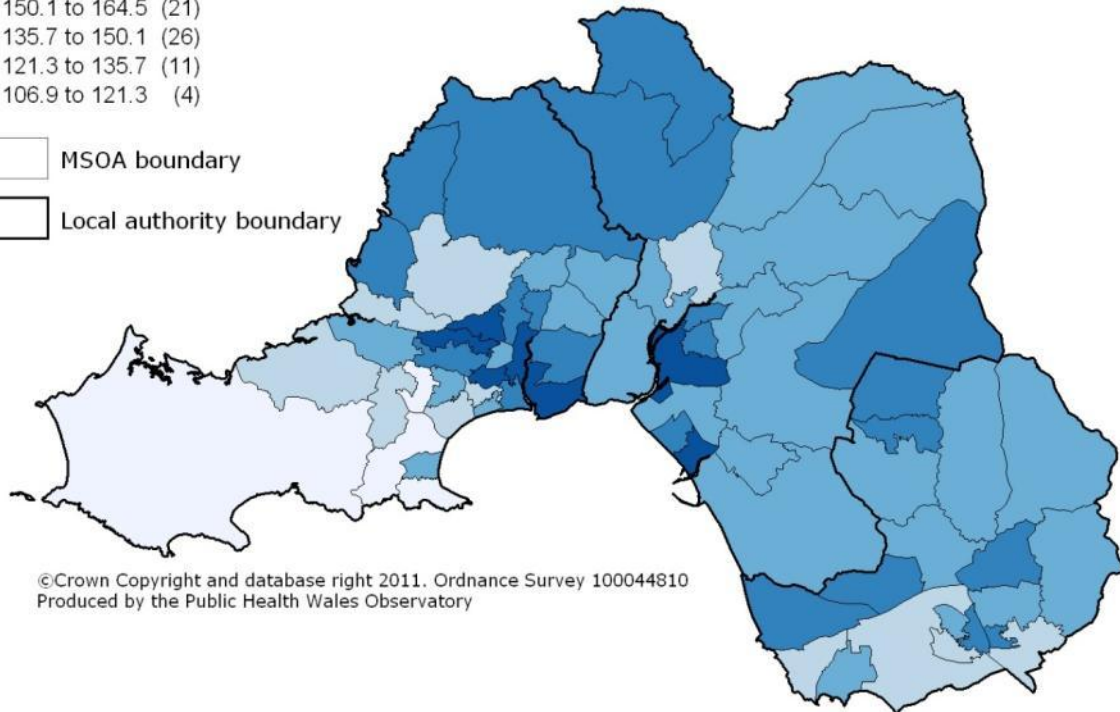 150.1 to 164.5 (21)
135.7 to 150.1 (26)
121.3 to 135.7 (11)
106.9 to 121.3 (4)
MSOA boundary
Local authority boundary
©Crown Copyright and database right 2011. Ordnance Survey 100044810
Produced by the Public Health Wales Observatory